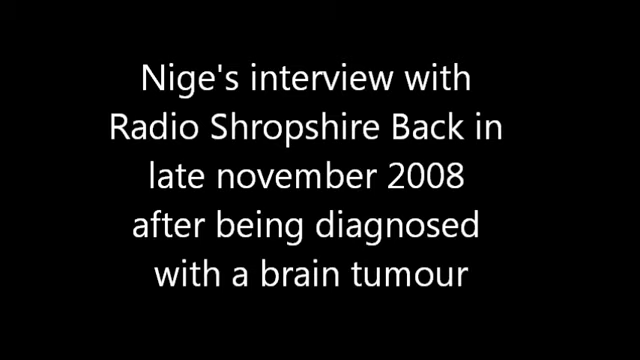 Nige's interview with
Radio Shropshire Back in
late november 2008
after being diagnosed
with a brain tumour